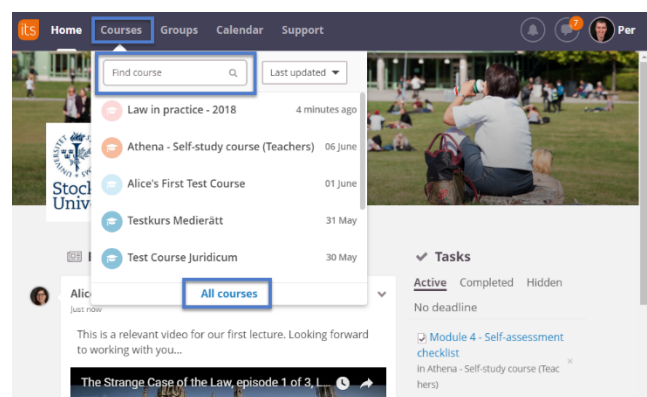 its Home Courses Groups Calendar Support 7 Per
Find course Last updated
Law in practice - 2018 4 minutes ago
Athena - Self-study course (Teachers) 06 June
Alice's First Test Course 01 June
Testkurs Medierätt 31 May
Test Course Juridicum 30 May
All courses
Stock
Univ
Alic
Just now
This is a relevant video for our first lecture. Looking forward
to working with you...
The Strange Case of the Law, episode 1 of 3, L...
Tasks
Active Completed Hidden
No deadline
Module 4 - Self-assessment
checklist
in Athena - Self-study course (Teac
hers)